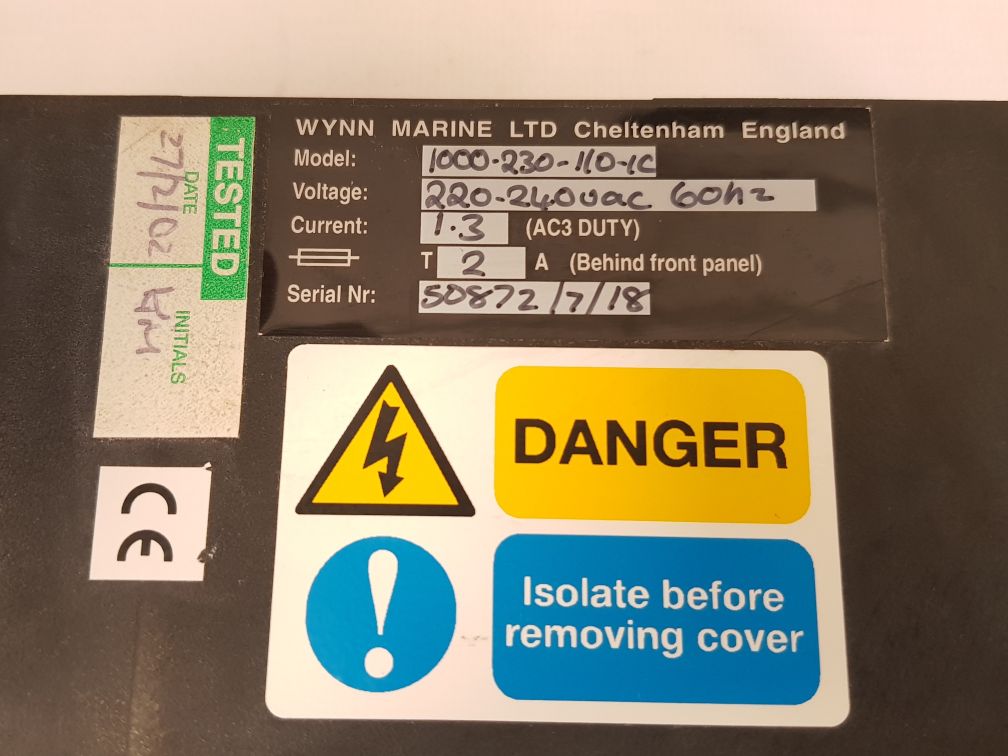 WYNN MARINE LTD Cheltenham England
Model: 1000-230-110-1C
Voltage: 220-240vac 60hz
Current: 1.3 (AC3 DUTY)
T 2 A (Behind front panel)
Serial Nr: 50872/7/18
TESTED
DATE
27/2/02
INITIALS
CE
DANGER
Isolate before
removing cover